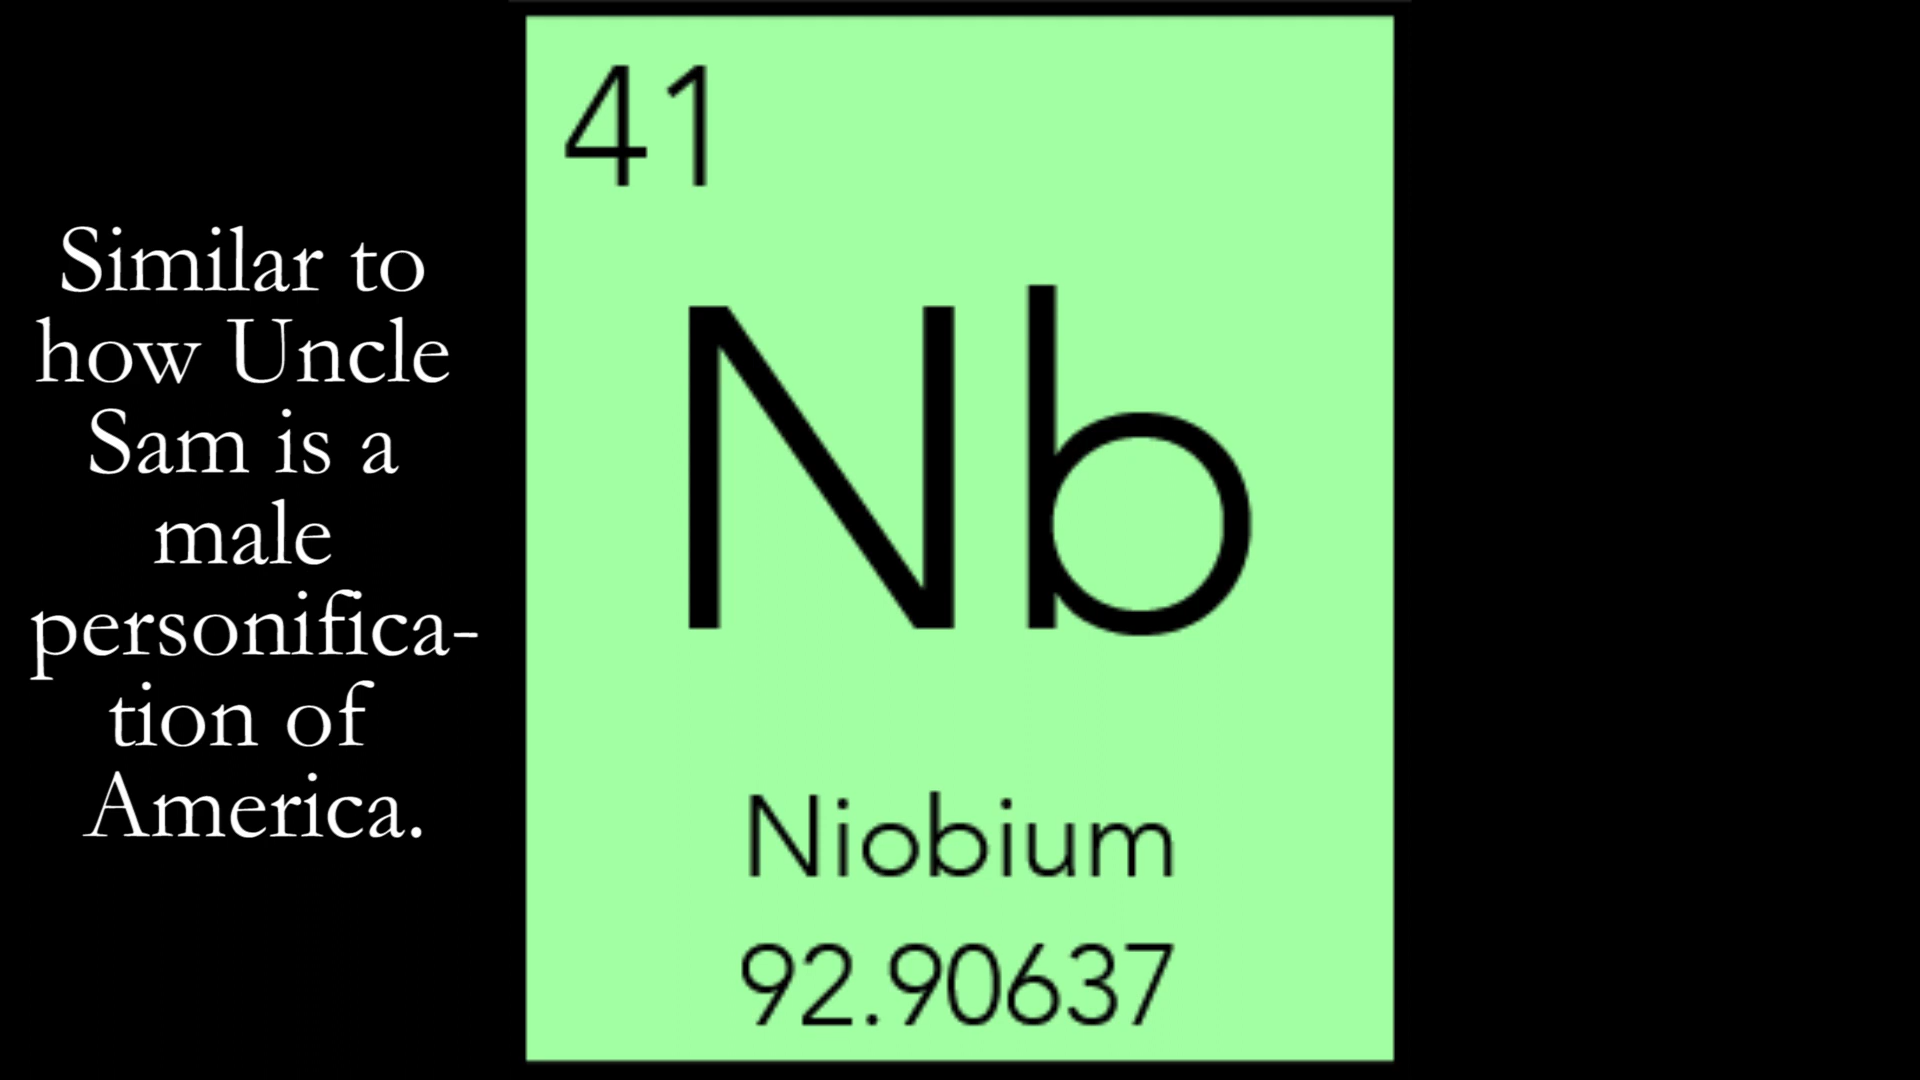 Similar to
how Uncle
Sam is a
male
personifica-
tion of
America.
41
Nb
Niobium
92.90637